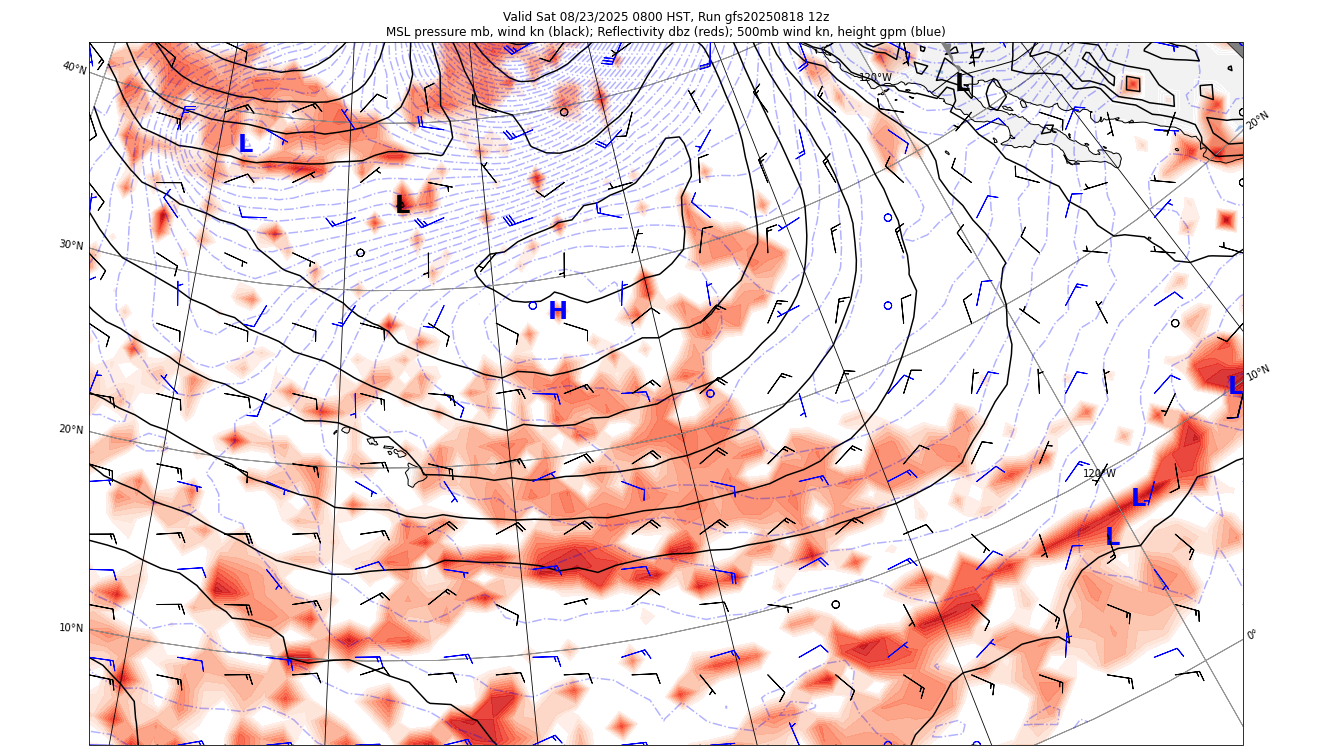 Valid Sat 08/23/2025 0800 HST, Run gfs20250818 12z
MSL pressure mb, wind kn (black); Reflectivity dbz (reds); 500mb wind kn, height gpm (blue)
40°N
120°W
L
20°N
L
L
30°N
H
10°N
L
20°N
120°W
L
L
10°N
0°